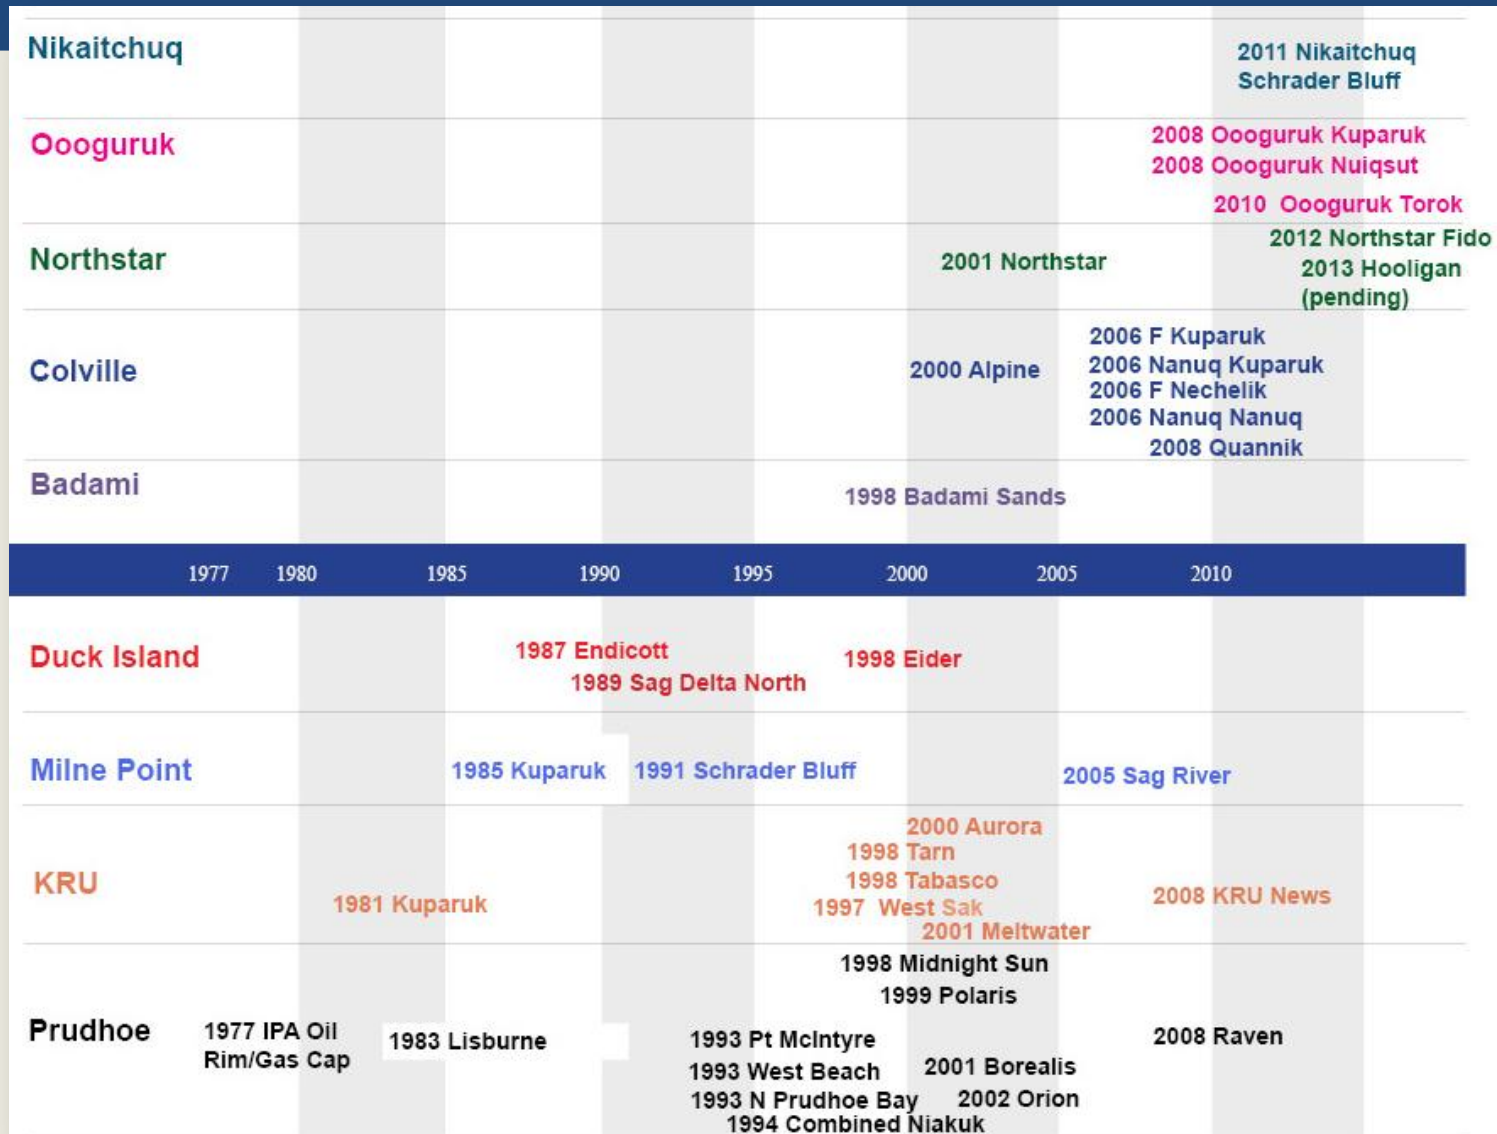 Nikaitchuq
2011 Nikaitchuq
Schrader Bluff
Oooguruk
2008 Oooguruk Kuparuk
2008 Oooguruk Nuiqsut
2010 Oooguruk Torok
Northstar
2001 Northstar
2012 Northstar Fido
2013 Hooligan
(pending)
Colville
2000 Alpine
2006 F Kuparuk
2006 Nanuq Kuparuk
2006 F Nechelik
2006 Nanuq Nanuq
2008 Quannik
Badami
1998 Badami Sands
1977 1980 1985 1990 1995 2000 2005 2010
Duck Island
1987 Endicott
1989 Sag Delta North
1998 Eider
Milne Point
1985 Kuparuk
1991 Schrader Bluff
2005 Sag River
KRU
1981 Kuparuk
2000 Aurora
1998 Tarn
1998 Tabasco
1997 West Sak
2001 Meltwater
2008 KRU News
Prudhoe
1977 IPA Oil
Rim/Gas Cap
1983 Lisburne
1998 Midnight Sun
1999 Polaris
1993 Pt McIntyre
1993 West Beach
1993 N Prudhoe Bay
1994 Combined Niakuk
2001 Borealis
2002 Orion
2008 Raven